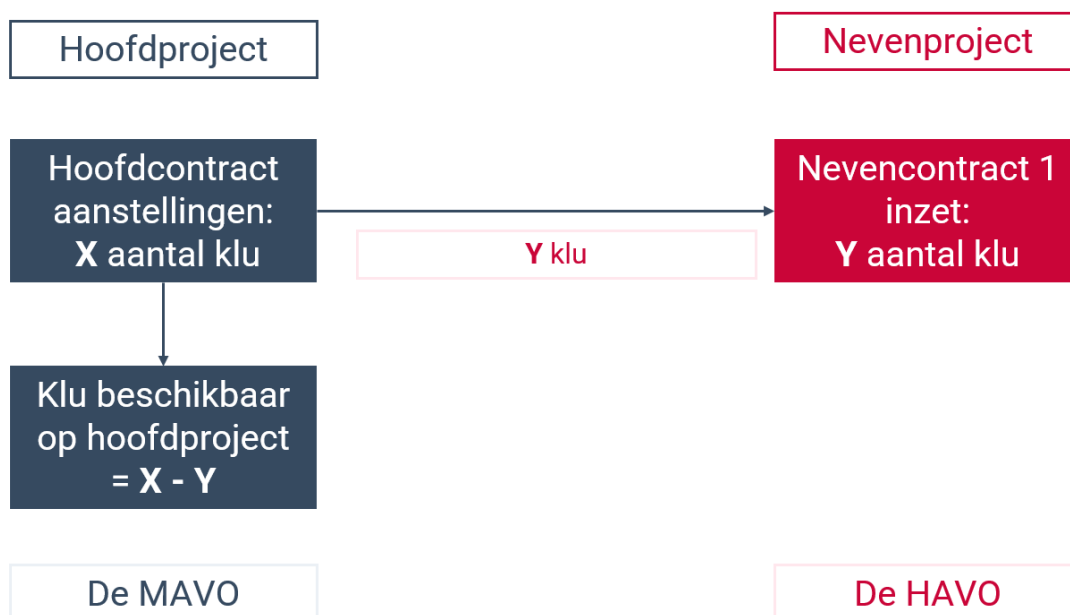 Hoofdproject
Nevenproject
Hoofdcontract
aanstellingen:
X aantal klu
Y klu
Nevencontract 1
inzet:
Y aantal klu
Klu beschikbaar
op hoofdproject
= X - Y
De MAVO
De HAVO